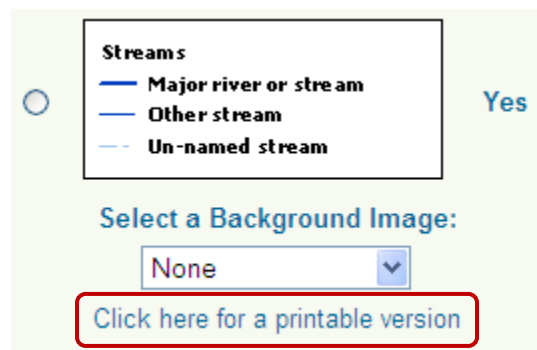 Streams
Major river or stream
Other stream
Un-named stream
Yes
Select a Background Image:
None
Click here for a printable version